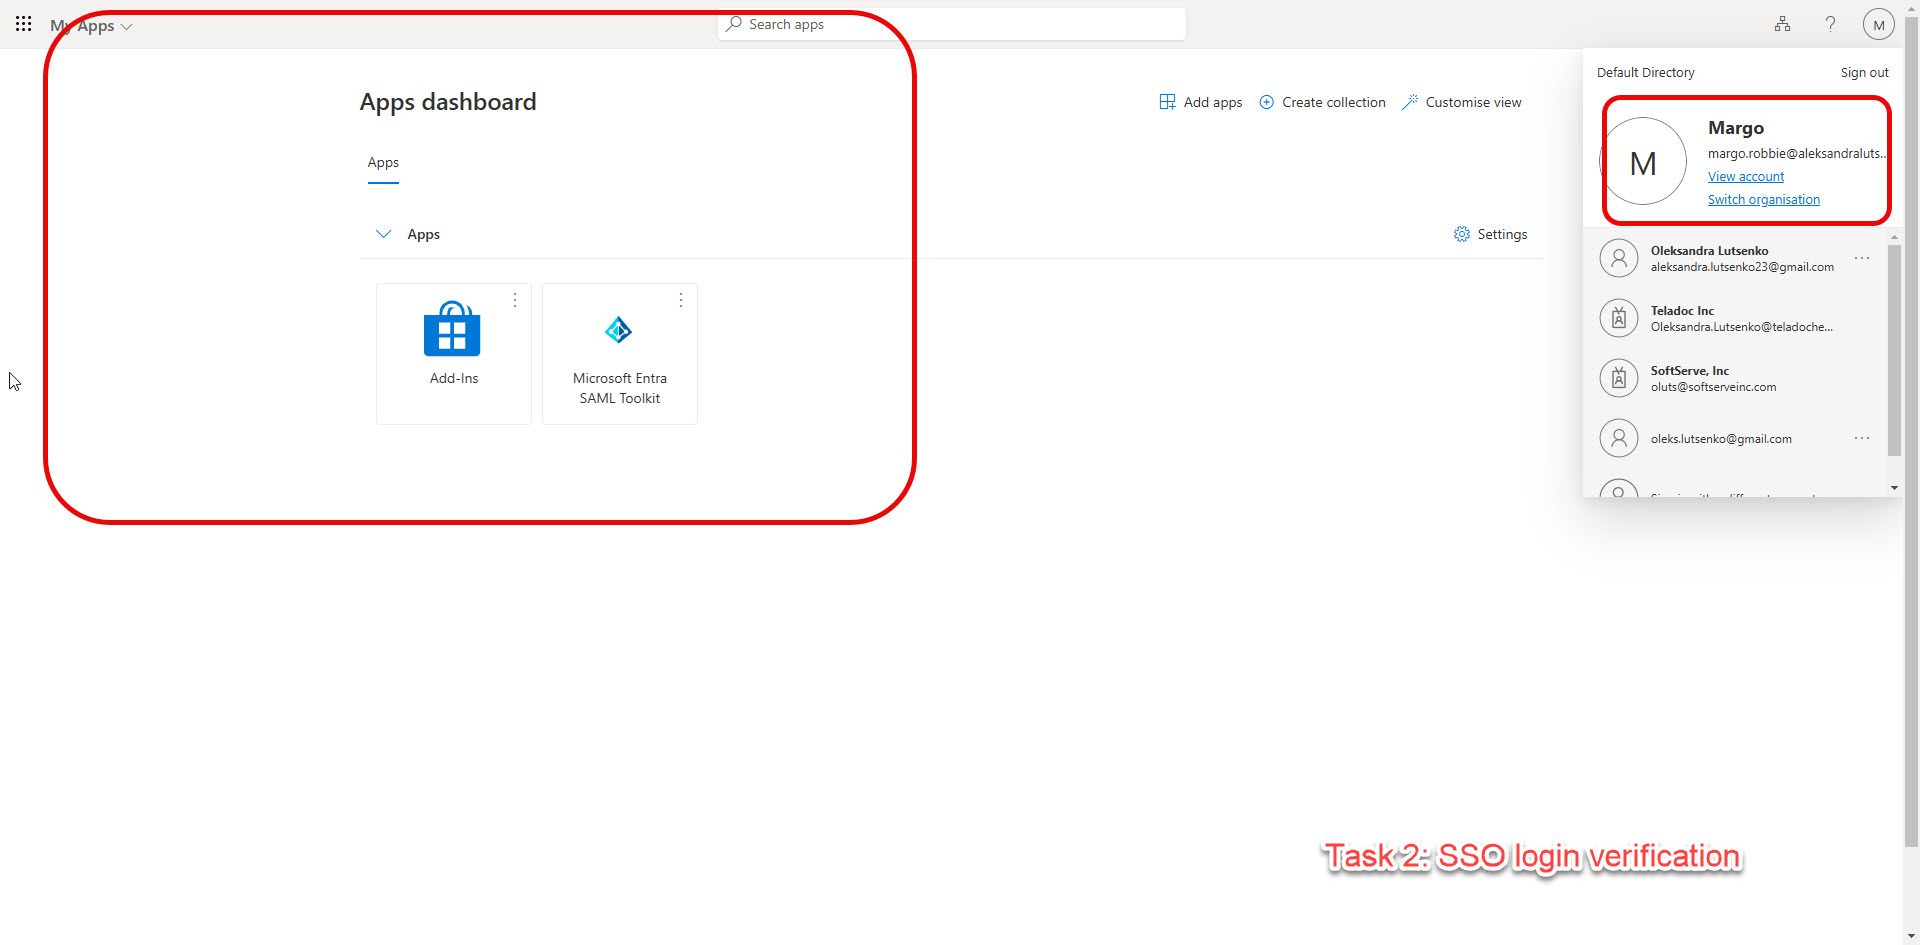 My Apps
Search apps
?
M
Default Directory
Sign out
Apps dashboard
Add apps
Create collection
Customise view
M
Margo
margo.robbie@aleksandraluts...
View account
Switch organisation
Apps
Apps
Settings
Oleksandra Lutsenko
aleksandra.lutsenko23@gmail.com
Teladoc Inc
Oleksandra.Lutsenko@teladoche...
SoftServe, Inc
oluts@softserveinc.com
oleks.lutsenko@gmail.com
Add-Ins
Microsoft Entra
SAML Toolkit
Task 2: SSO login verification